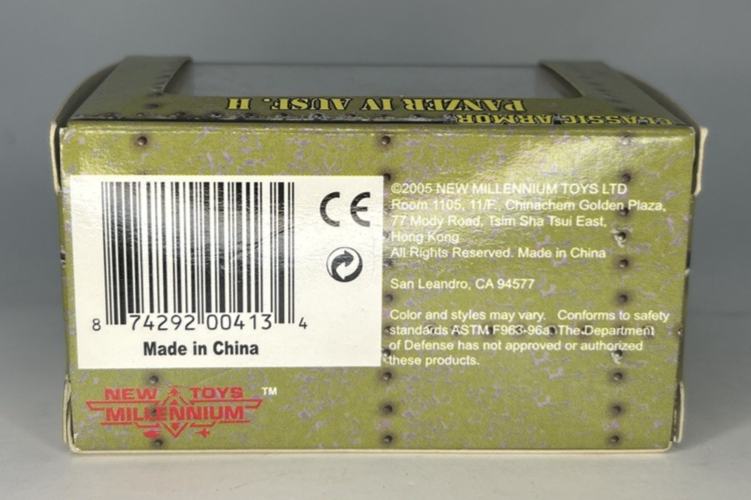 CLASSIC ARMOR
PANZER IV AUSF. H
CE
8 74292 00413 4
Made in China
©2005 NEW MILLENNIUM TOYS LTD
Room 1105, 11/F., Chinachem Golden Plaza,
77 Mody Road, Tsim Sha Tsui East,
Hong Kong
All Rights Reserved. Made in China
San Leandro, CA 94577
Color and styles may vary. Conforms to safety
standards ASTM F963-96a. The Department
of Defense has not approved or authorized
these products.
NEW TOYS ™
MILLENNIUM